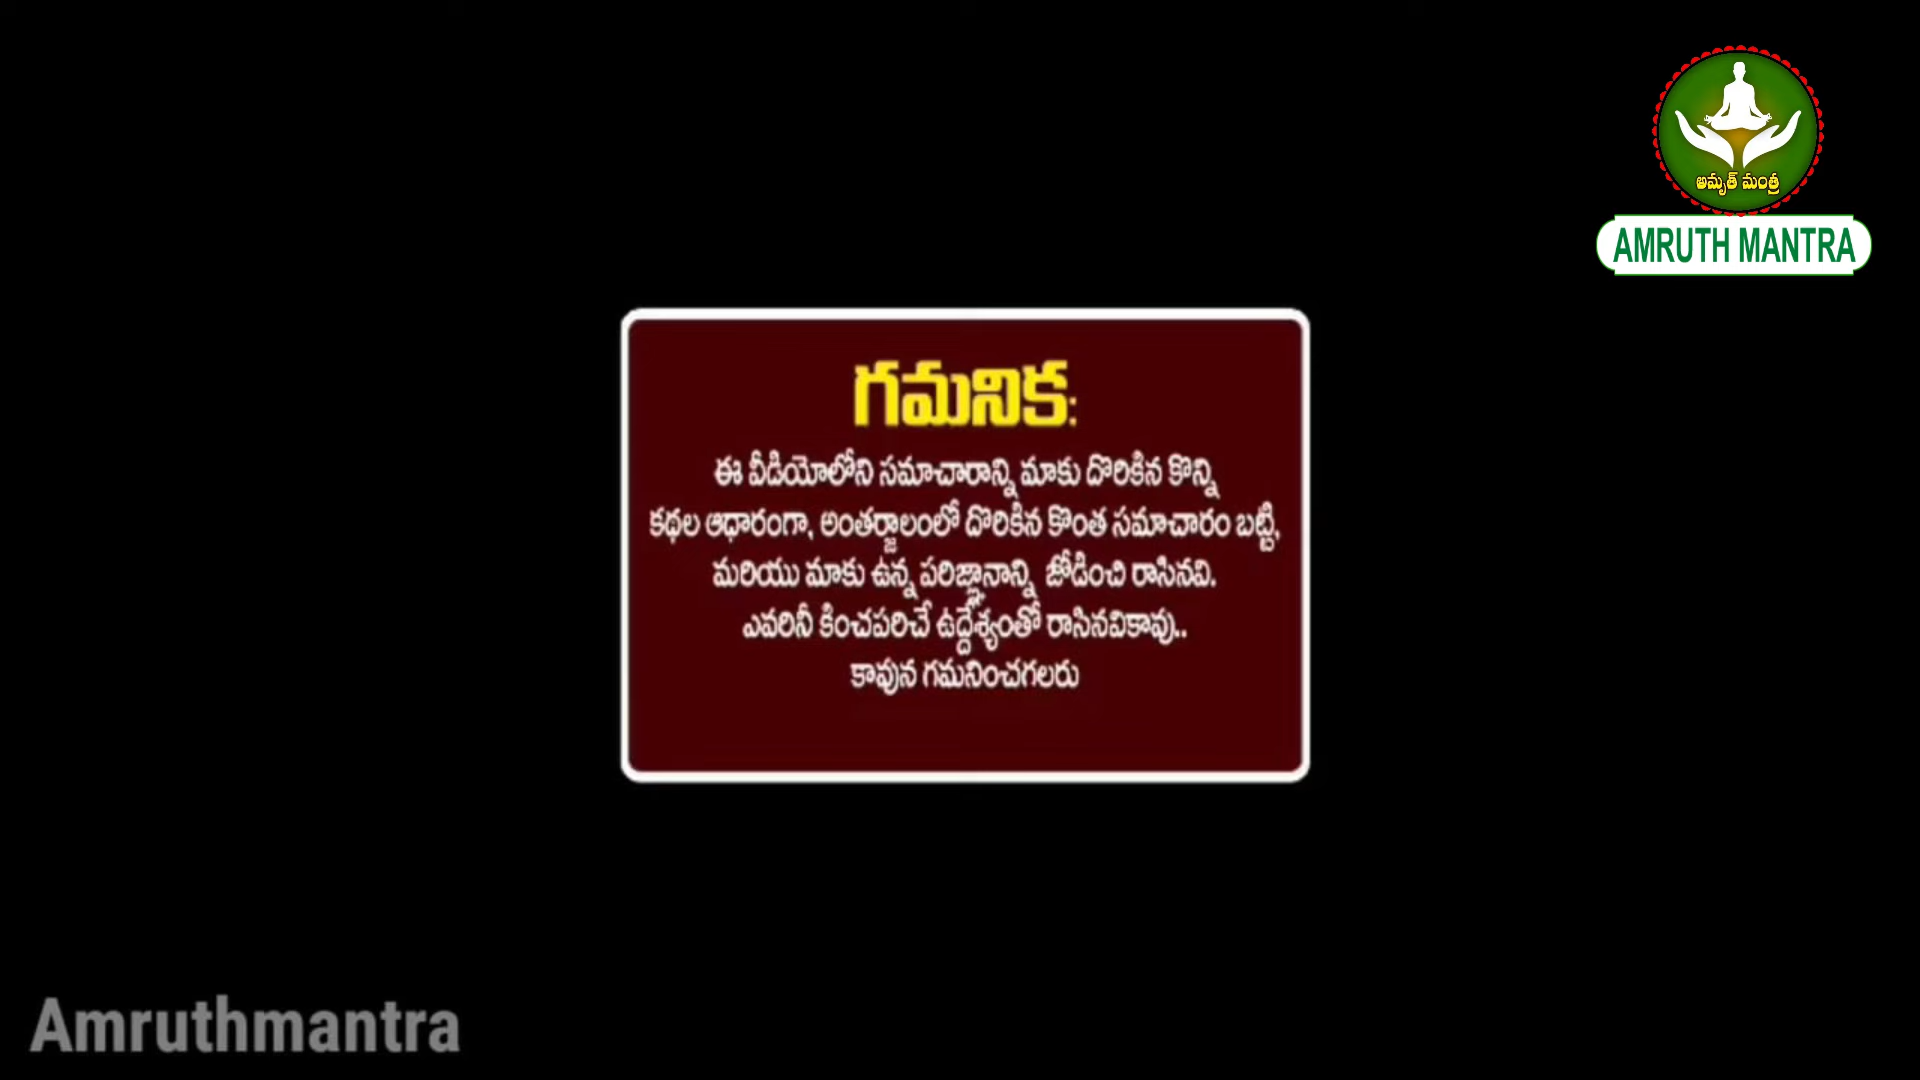 అమృత్ మంత్ర
AMRUTH MANTRA
గమనిక:
ఈ వీడియోలోని సమాచారాన్ని మాకు దొరికిన కొన్ని
కథల ఆధారంగా, అంతర్జాలంలో దొరికిన కొంత సమాచారం బట్టి,
మరియు మాకు ఉన్న పరిజ్ఞానాన్ని జోడించి రాసినవి.
ఎవరినీ కించపరిచే ఉద్దేశ్యంతో రాసినవికావు..
కావున గమనించగలరు
Amruthmantra